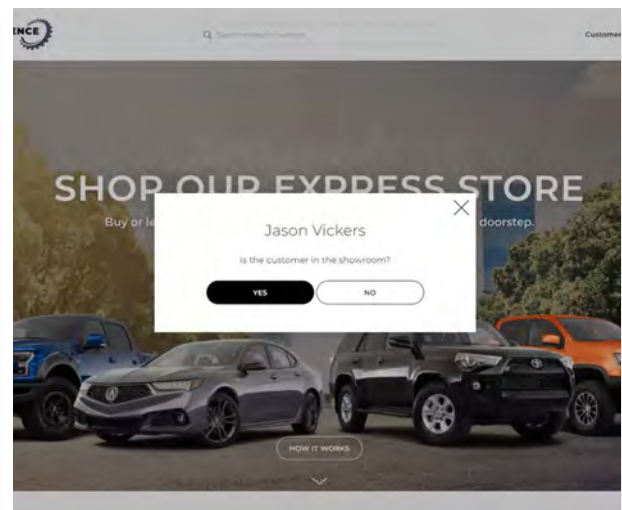 ENCE
Customer
SHOP OUR EXPRESS STORE
Buy or le
doorstep.
Jason Vickers
Is the customer in the showroom?
YES
NO
HOW IT WORKS